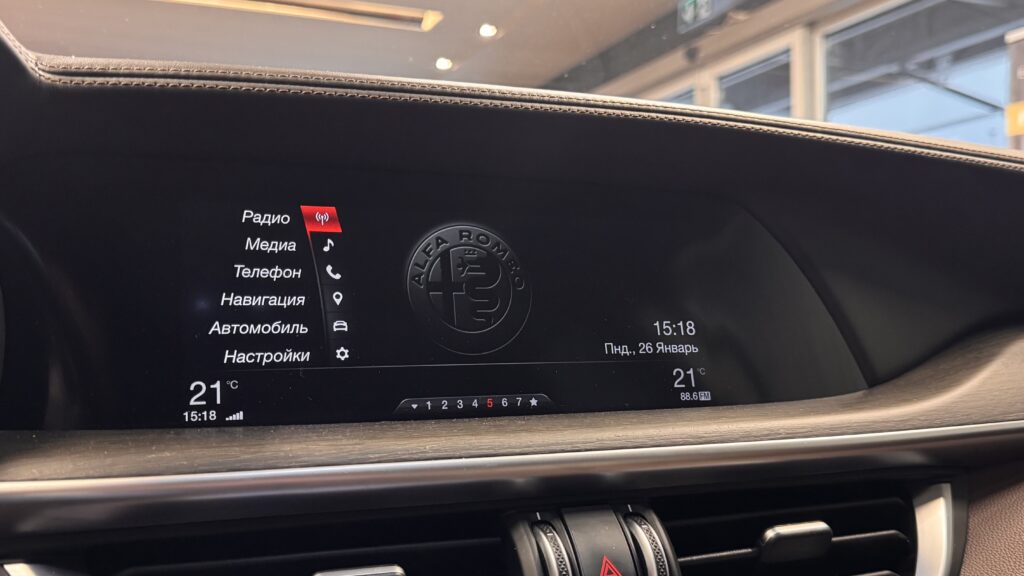 Радио
Медиа
Телефон
Навигация
Автомобиль
Настройки
ALFA ROMEO
15:18
Пнд., 26 Январь
21°C
15:18
1 2 3 4 5 6 7
21°C
88.6 FM